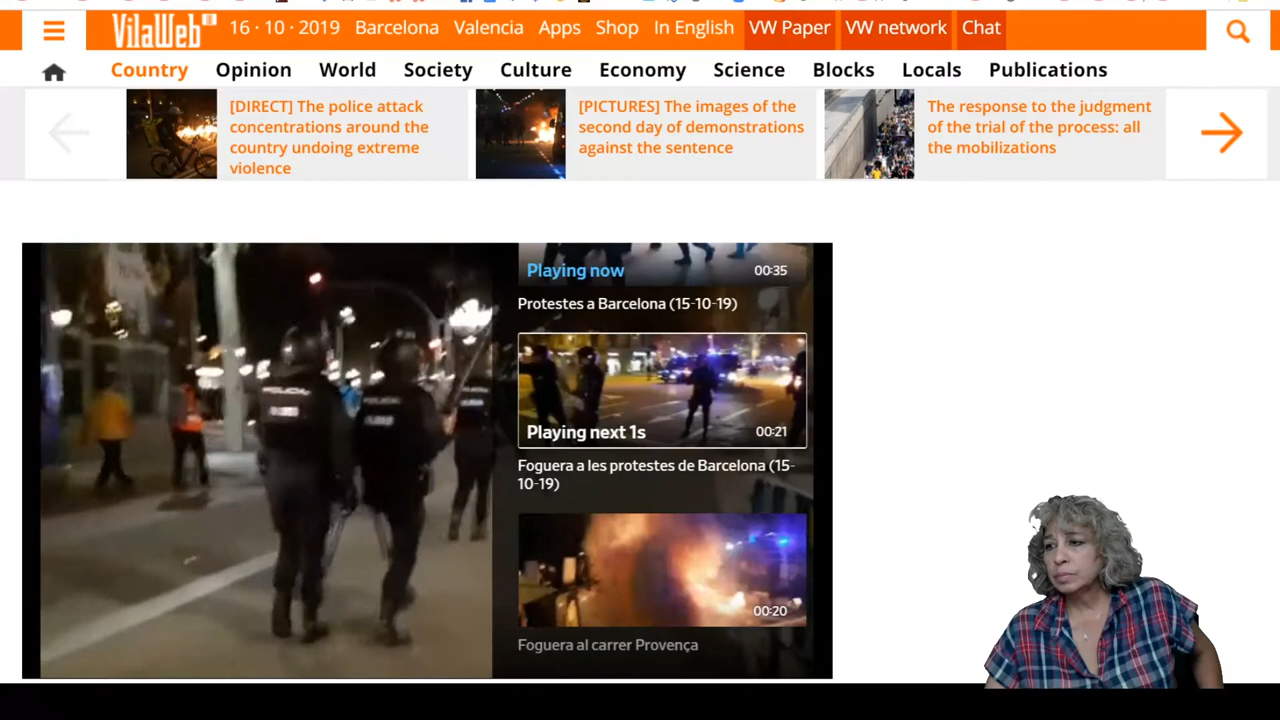 VilaWeb
16 · 10 · 2019 Barcelona Valencia Apps Shop In English VW Paper VW network Chat
Country Opinion World Society Culture Economy Science Blocks Locals Publications
[DIRECT] The police attack
concentrations around the
country undoing extreme
violence
[PICTURES] The images of the
second day of demonstrations
against the sentence
The response to the judgment
of the trial of the process: all
the mobilizations
Playing now 00:35
Protestes a Barcelona (15-10-19)
Playing next 1s 00:21
Foguera a les protestes de Barcelona (15-
10-19)
00:20
Foguera al carrer Provença
POLICIA